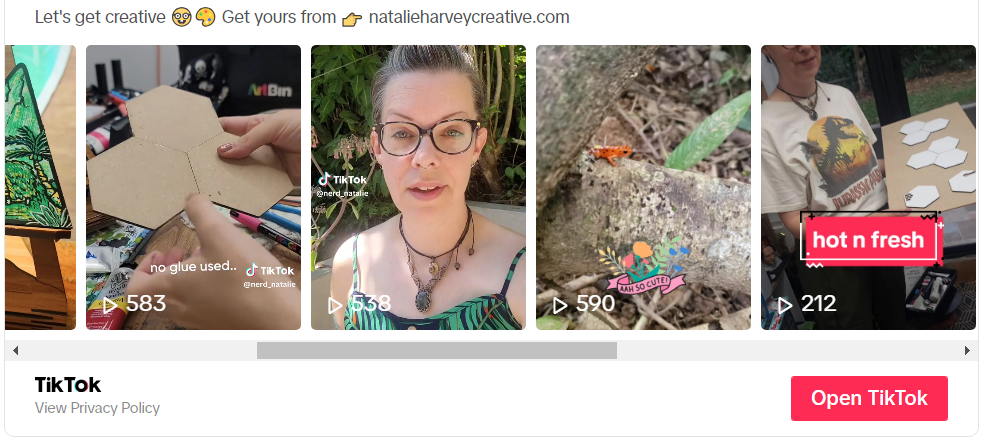 Let's get creative 🤓🎨 Get yours from 👉 natalieharveycreative.com
ArtBin
no glue used..
TikTok
@nerd_natalie
583
TikTok
@nerd_natalie
538
AAH SO CUTE!
590
hot n fresh
212
TikTok
View Privacy Policy
Open TikTok